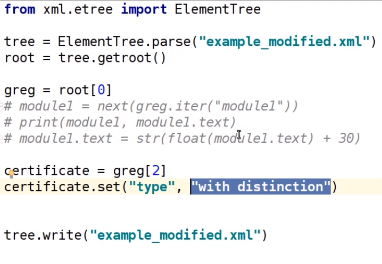 from xml.etree import ElementTree
tree = ElementTree.parse("example_modified.xml")
root = tree.getroot()
greg = root[0]
# module1 = next(greg.iter("module1"))
# print(module1, module1.text)
# module1.text = str(float(module1.text) + 30)
certificate = greg[2]
certificate.set("type", "with distinction")
tree.write("example_modified.xml")